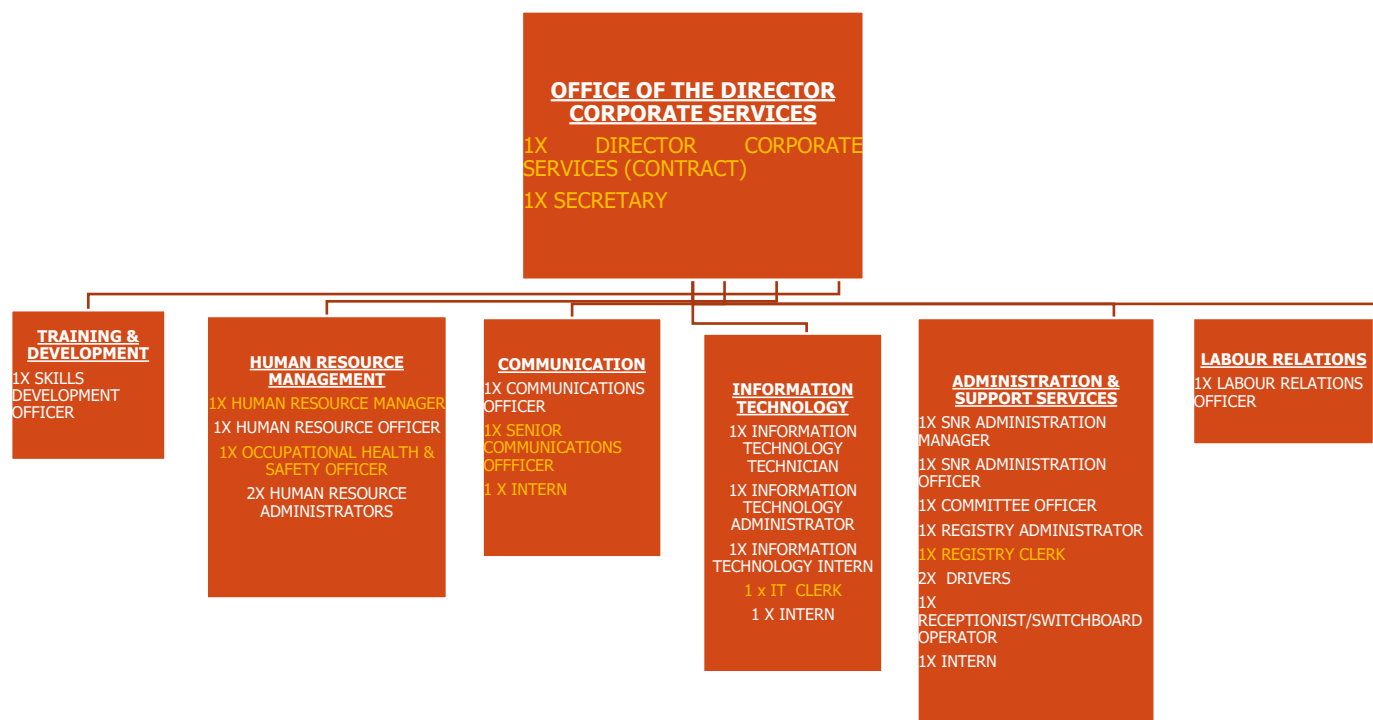 OFFICE OF THE DIRECTOR
CORPORATE SERVICES
1X DIRECTOR CORPORATE
SERVICES (CONTRACT)
1X SECRETARY
TRAINING &
DEVELOPMENT
1X SKILLS
DEVELOPMENT
OFFICER
HUMAN RESOURCE
MANAGEMENT
1X HUMAN RESOURCE MANAGER
1X HUMAN RESOURCE OFFICER
1X OCCUPATIONAL HEALTH &
SAFETY OFFICER
2X HUMAN RESOURCE
ADMINISTRATORS
COMMUNICATION
1X COMMUNICATIONS
OFFICER
1X SENIOR
COMMUNICATIONS
OFFFICER
1 X INTERN
INFORMATION
TECHNOLOGY
1X INFORMATION
TECHNOLOGY
TECHNICIAN
1X INFORMATION
TECHNOLOGY
ADMINISTRATOR
1X INFORMATION
TECHNOLOGY INTERN
1 x IT CLERK
1 X INTERN
ADMINISTRATION &
SUPPORT SERVICES
1X SNR ADMINISTRATION
MANAGER
1X SNR ADMINISTRATION
OFFICER
1X COMMITTEE OFFICER
1X REGISTRY ADMINISTRATOR
1X REGISTRY CLERK
2X DRIVERS
1X
RECEPTIONIST/SWITCHBOARD
OPERATOR
1X INTERN
LABOUR RELATIONS
1X LABOUR RELATIONS
OFFICER